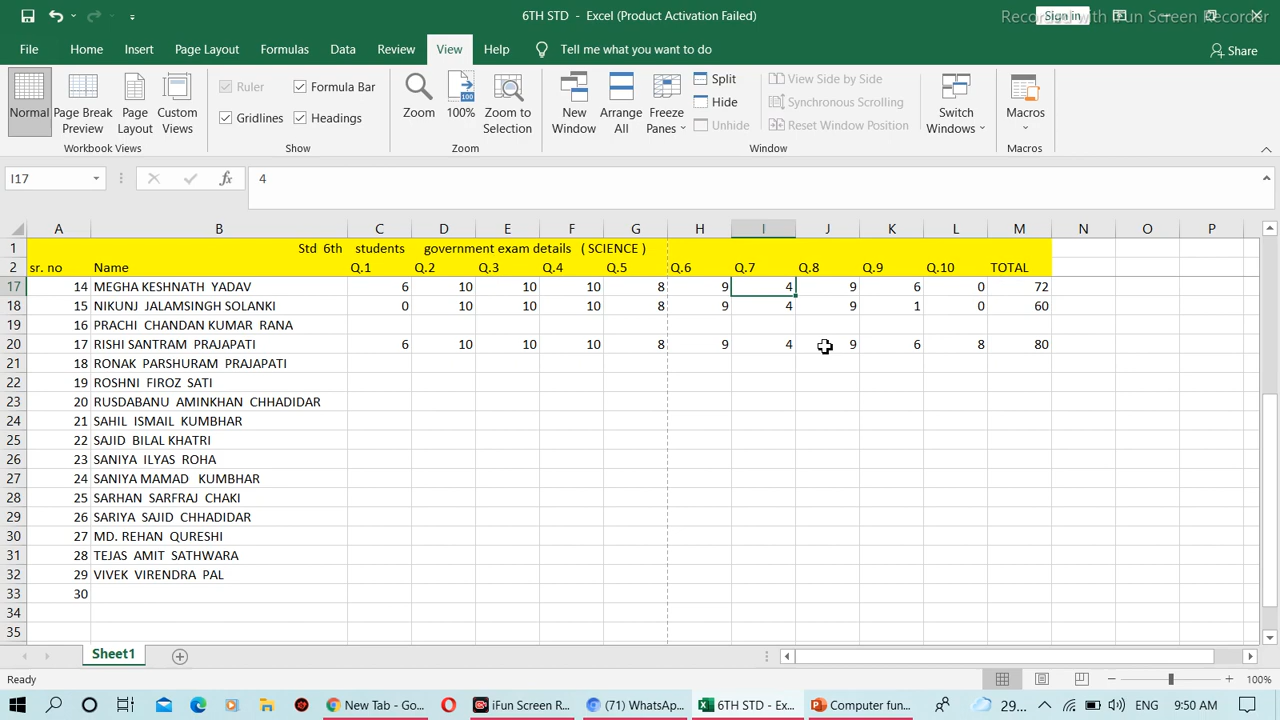 6TH STD - Excel (Product Activation Failed)
Sign in
Recorded with iFun Screen Recorder
File Home Insert Page Layout Formulas Data Review View Help Tell me what you want to do Share
Normal Page Break Preview Page Layout Custom Views
Workbook Views
Ruler Formula Bar
Gridlines Headings
Show
Zoom 100% Zoom to Selection
Zoom
New Window Arrange All Freeze Panes
Split
Hide
Unhide
View Side by Side
Synchronous Scrolling
Reset Window Position
Window
Switch Windows
Macros
Macros
I17 fx 4
A B C D E F G H I J K L M N O P
1 Std 6th students government exam details ( SCIENCE )
2 sr. no Name Q.1 Q.2 Q.3 Q.4 Q.5 Q.6 Q.7 Q.8 Q.9 Q.10 TOTAL
17 14 MEGHA KESHNATH YADAV 6 10 10 10 8 9 4 9 6 0 72
18 15 NIKUNJ JALAMSINGH SOLANKI 0 10 10 10 8 9 4 9 1 0 60
19 16 PRACHI CHANDAN KUMAR RANA
20 17 RISHI SANTRAM PRAJAPATI 6 10 10 10 8 9 4 9 6 8 80
21 18 RONAK PARSHURAM PRAJAPATI
22 19 ROSHNI FIROZ SATI
23 20 RUSDABANU AMINKHAN CHHADIDAR
24 21 SAHIL ISMAIL KUMBHAR
25 22 SAJID BILAL KHATRI
26 23 SANIYA ILYAS ROHA
27 24 SANIYA MAMAD KUMBHAR
28 25 SARHAN SARFRAJ CHAKI
29 26 SARIYA SAJID CHHADIDAR
30 27 MD. REHAN QURESHI
31 28 TEJAS AMIT SATHWARA
32 29 VIVEK VIRENDRA PAL
33 30
34
35
Sheet1
Ready 100%
New Tab - Go... iFun Screen R... (71) WhatsAp... 6TH STD - Exc... Computer fun... 29... ENG 9:50 AM